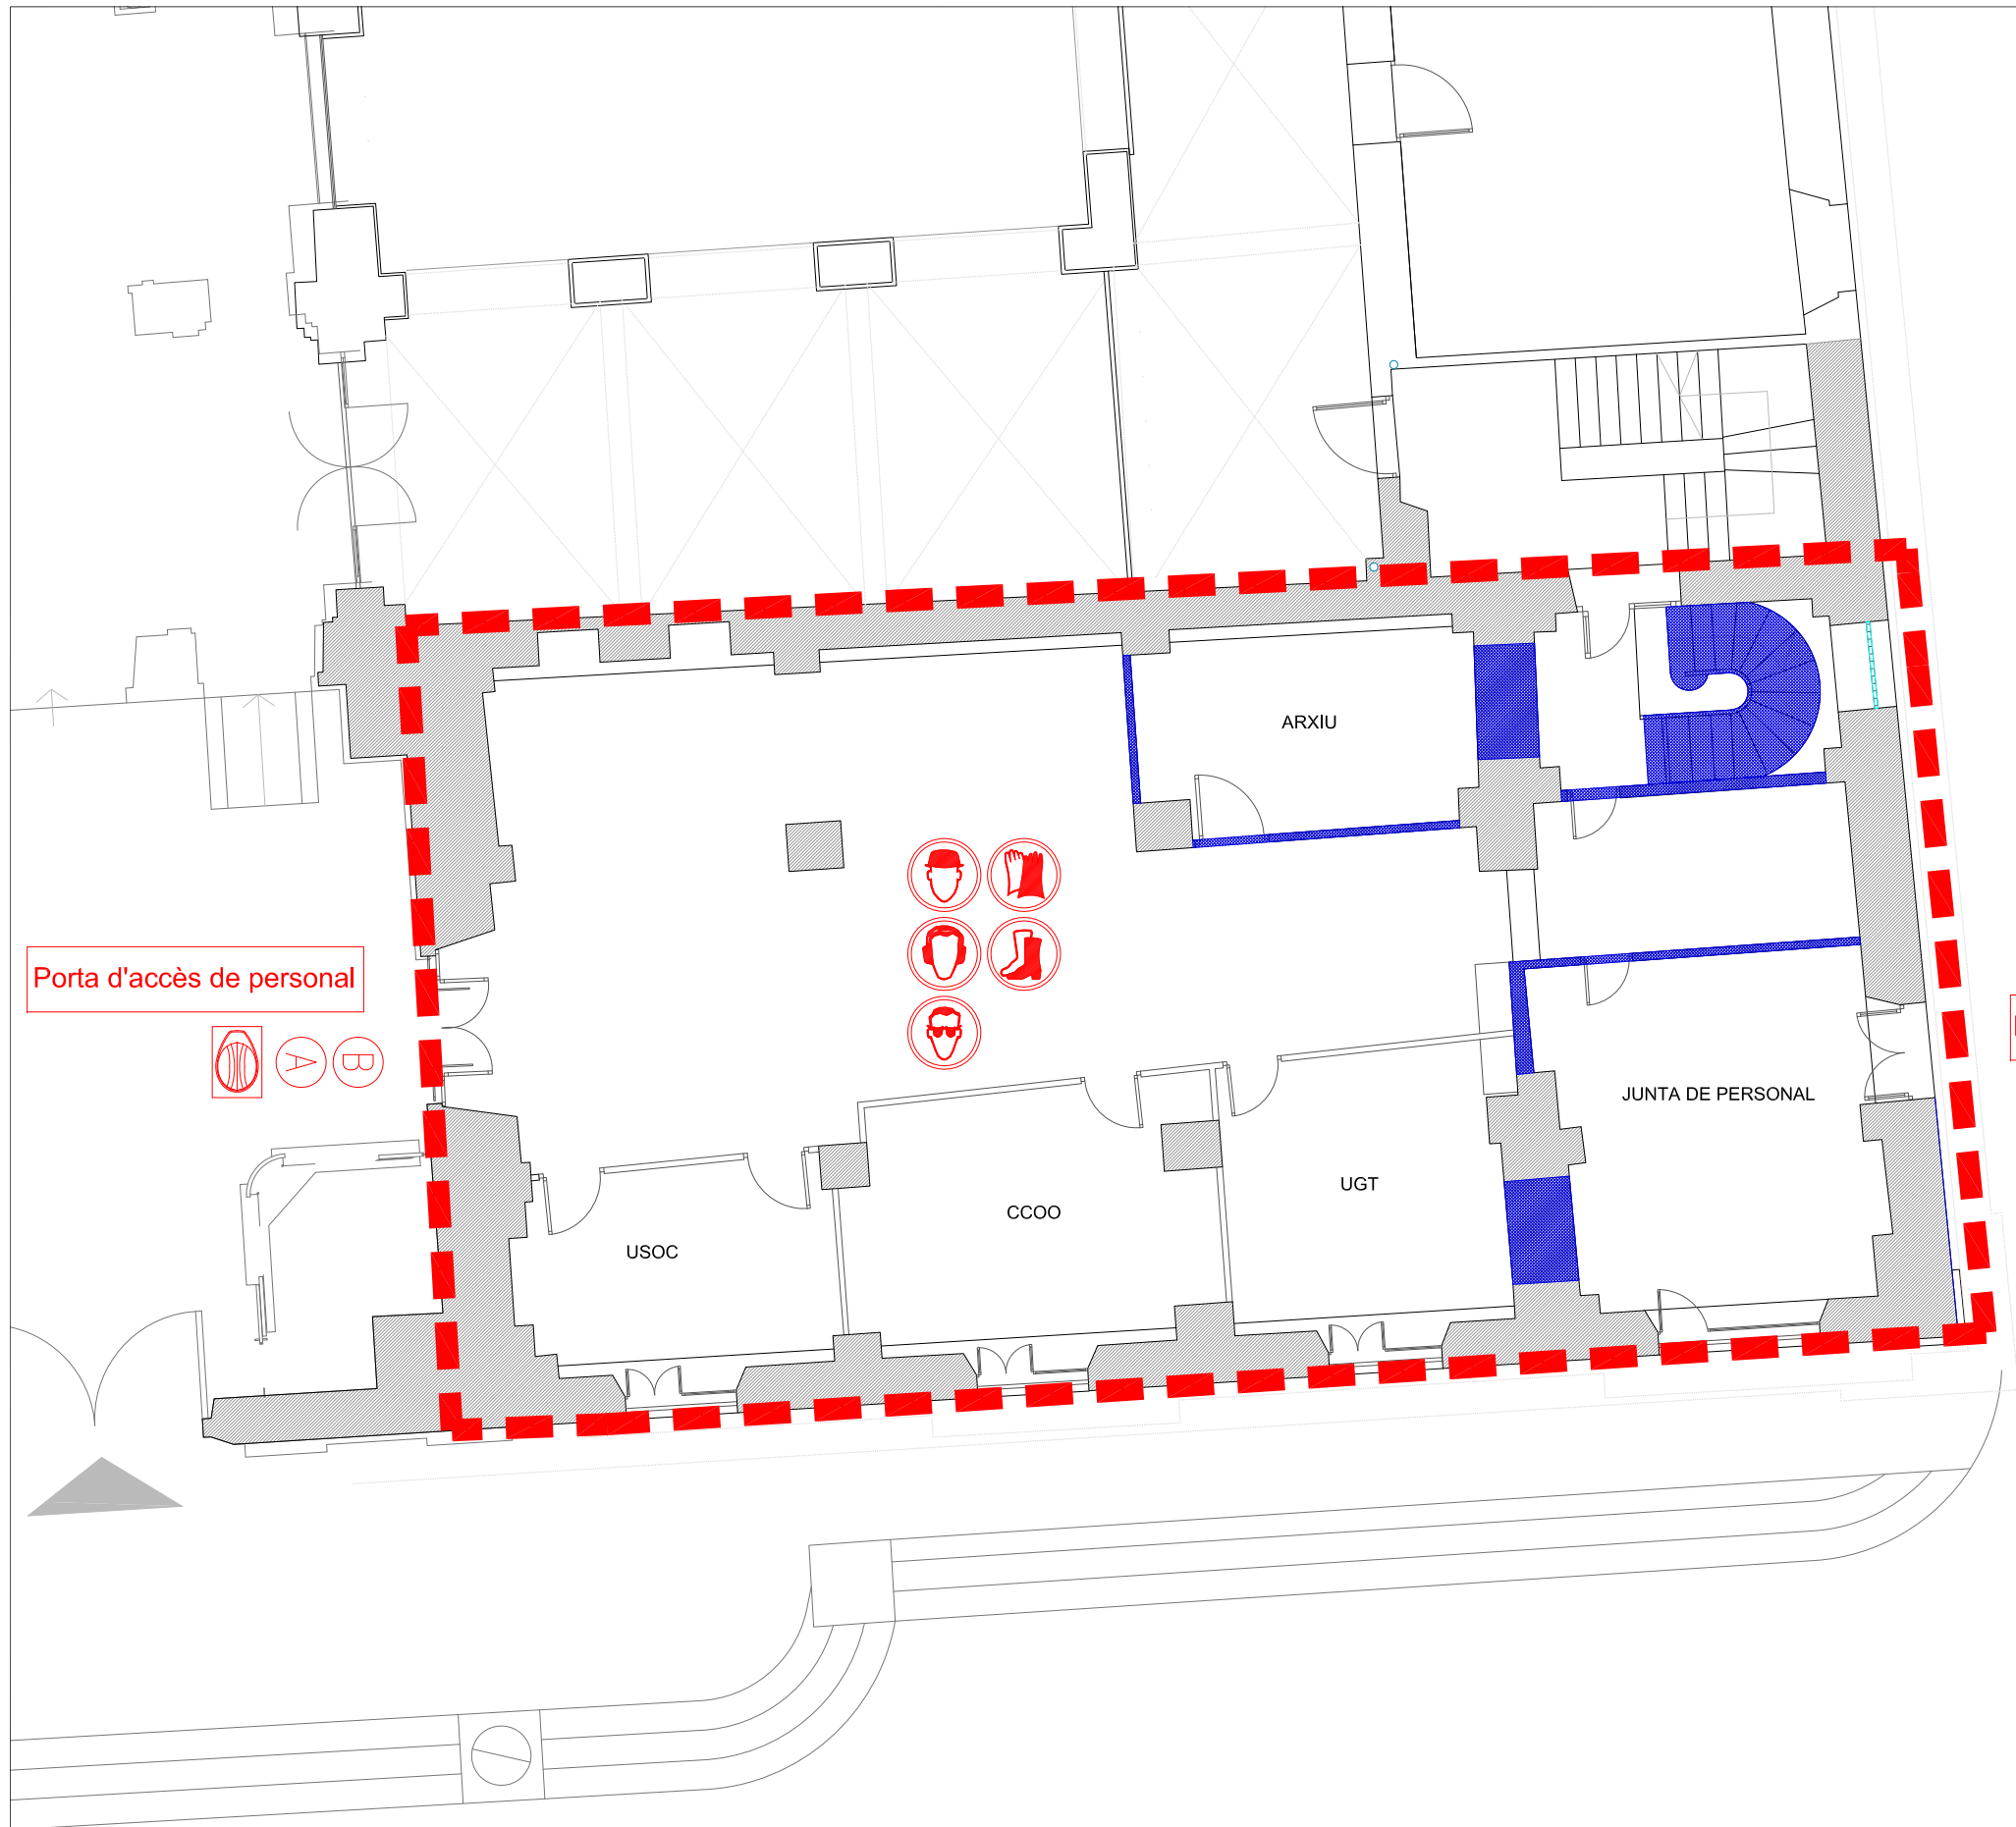 ARXIU
Porta d'accès de personal
A
B
JUNTA DE PERSONAL
UGT
CCOO
USOC